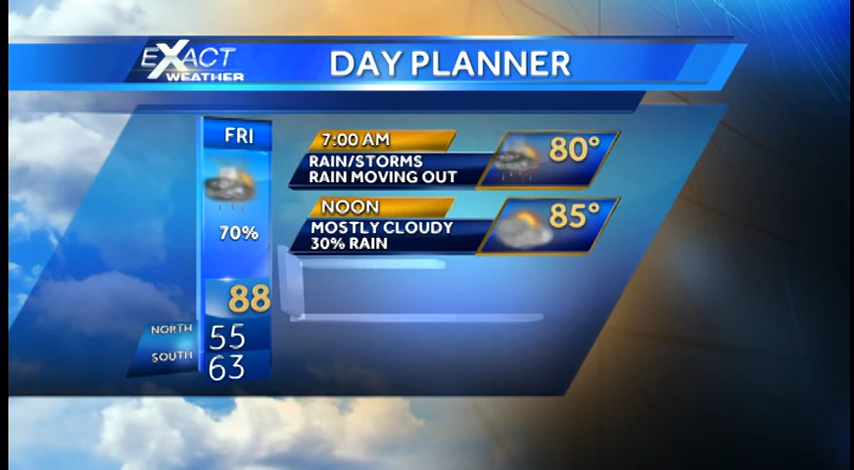 EXACT
WEATHER
DAY PLANNER
FRI
70%
88
NORTH 55
SOUTH 63
7:00 AM
RAIN/STORMS
RAIN MOVING OUT
80°
NOON
MOSTLY CLOUDY
30% RAIN
85°